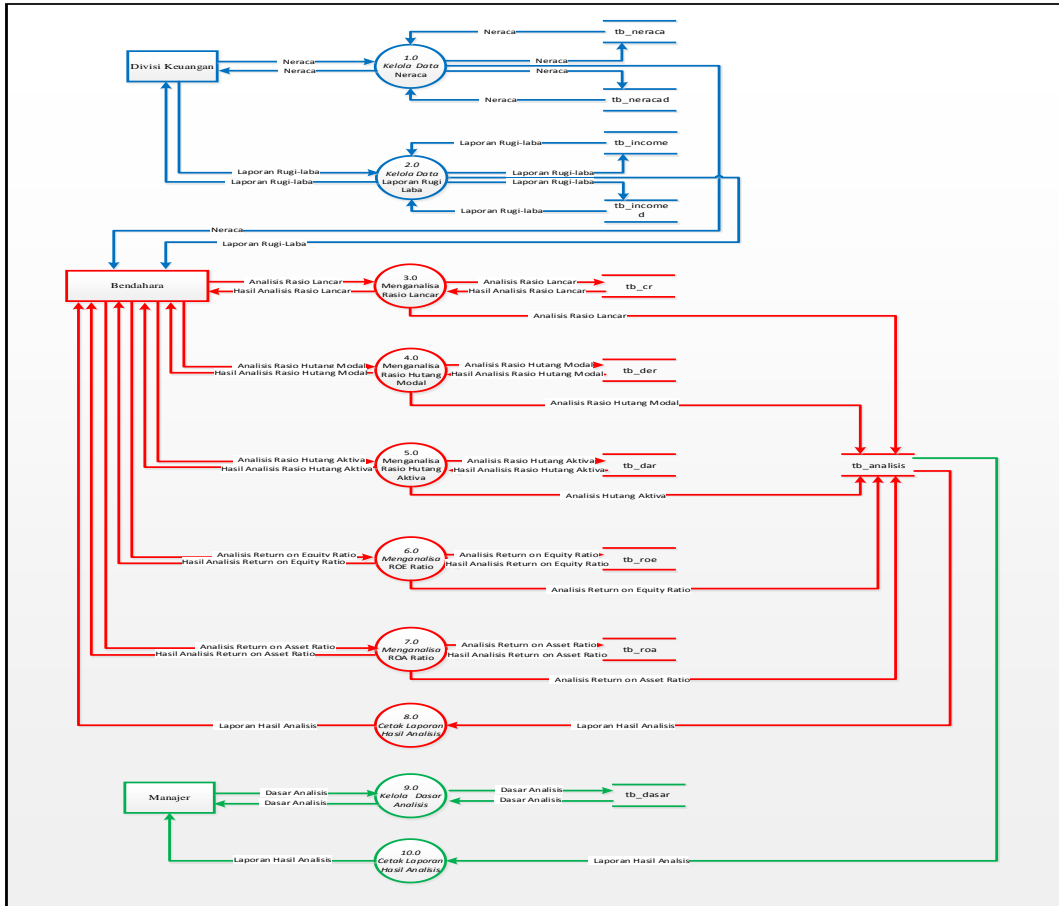 Neraca
tb_neraca
Divisi Keuangan
Neraca
Neraca
1.0
Kelola Data
Neraca
Neraca
Neraca
Neraca
tb_neracad
Laporan Rugi-laba
tb_income
Laporan Rugi-laba
Laporan Rugi-laba
2.0
Kelola Data
Laporan Rugi
Laba
Laporan Rugi-laba
Laporan Rugi-laba
Laporan Rugi-laba
tb_income
d
Neraca
Laporan Rugi-Laba
Bendahara
Analisis Rasio Lancar
Hasil Analisis Rasio Lancar
3.0
Menganalisa
Rasio Lancar
Analisis Rasio Lancar
Hasil Analisis Rasio Lancar
tb_cr
Analisis Rasio Lancar
Analisis Rasio Hutang Modal
Hasil Analisis Rasio Hutang Modal
4.0
Menganalisa
Rasio Hutang
Modal
Analisis Rasio Hutang Modal
Hasil Analisis Rasio Hutang Modal
tb_der
Analisis Rasio Hutang Modal
Analisis Rasio Hutang Aktiva
Hasil Analisis Rasio Hutang Aktiva
5.0
Menganalisa
Rasio Hutang
Aktiva
Analisis Rasio Hutang Aktiva
Hasil Analisis Rasio Hutang Aktiva
tb_dar
tb_analisis
Analisis Hutang Aktiva
Analisis Return on Equity Ratio
Hasil Analisis Return on Equity Ratio
6.0
Menganalisa
ROE Ratio
Analisis Return on Equity Ratio
Hasil Analisis Return on Equity Ratio
tb_roe
Analisis Return on Equity Ratio
Analisis Return on Asset Ratio
Hasil Analisis Return on Asset Ratio
7.0
Menganalisa
ROA Ratio
Analisis Return on Asset Ratio
Hasil Analisis Return on Asset Ratio
tb_roa
Analisis Return on Asset Ratio
Laporan Hasil Analisis
8.0
Cetak Laporan
Hasil Analisis
Laporan Hasil Analisis
Manajer
Dasar Analisis
Dasar Analisis
9.0
Kelola Dasar
Analisis
Dasar Analisis
Dasar Analisis
tb_dasar
Laporan Hasil Analisis
10.0
Cetak Laporan
Hasil Analisis
Laporan Hasil Analsis